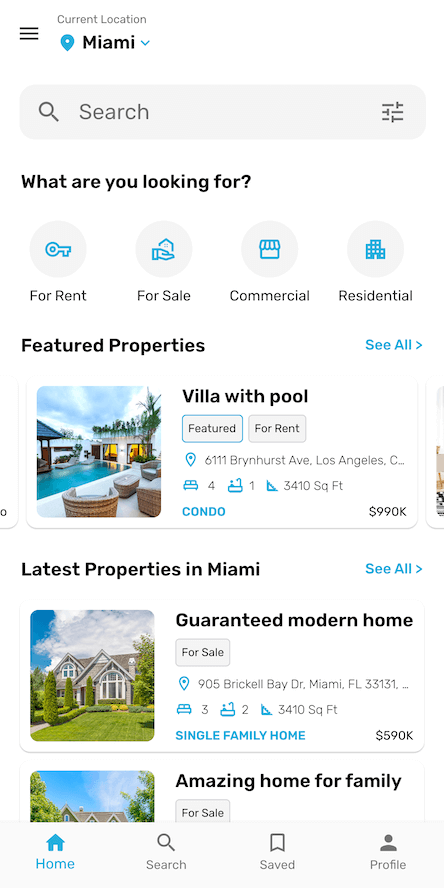 Current Location
Miami
Search
What are you looking for?
For Rent
For Sale
Commercial
Residential
Featured Properties
See All >
Villa with pool
Featured
For Rent
6111 Brynhurst Ave, Los Angeles, C...
4 1 3410 Sq Ft
CONDO
$990K
o
Latest Properties in Miami
See All >
Guaranteed modern home
For Sale
905 Brickell Bay Dr, Miami, FL 33131, ...
3 2 3410 Sq Ft
SINGLE FAMILY HOME
$590K
Amazing home for family
For Sale
Home
Search
Saved
Profile